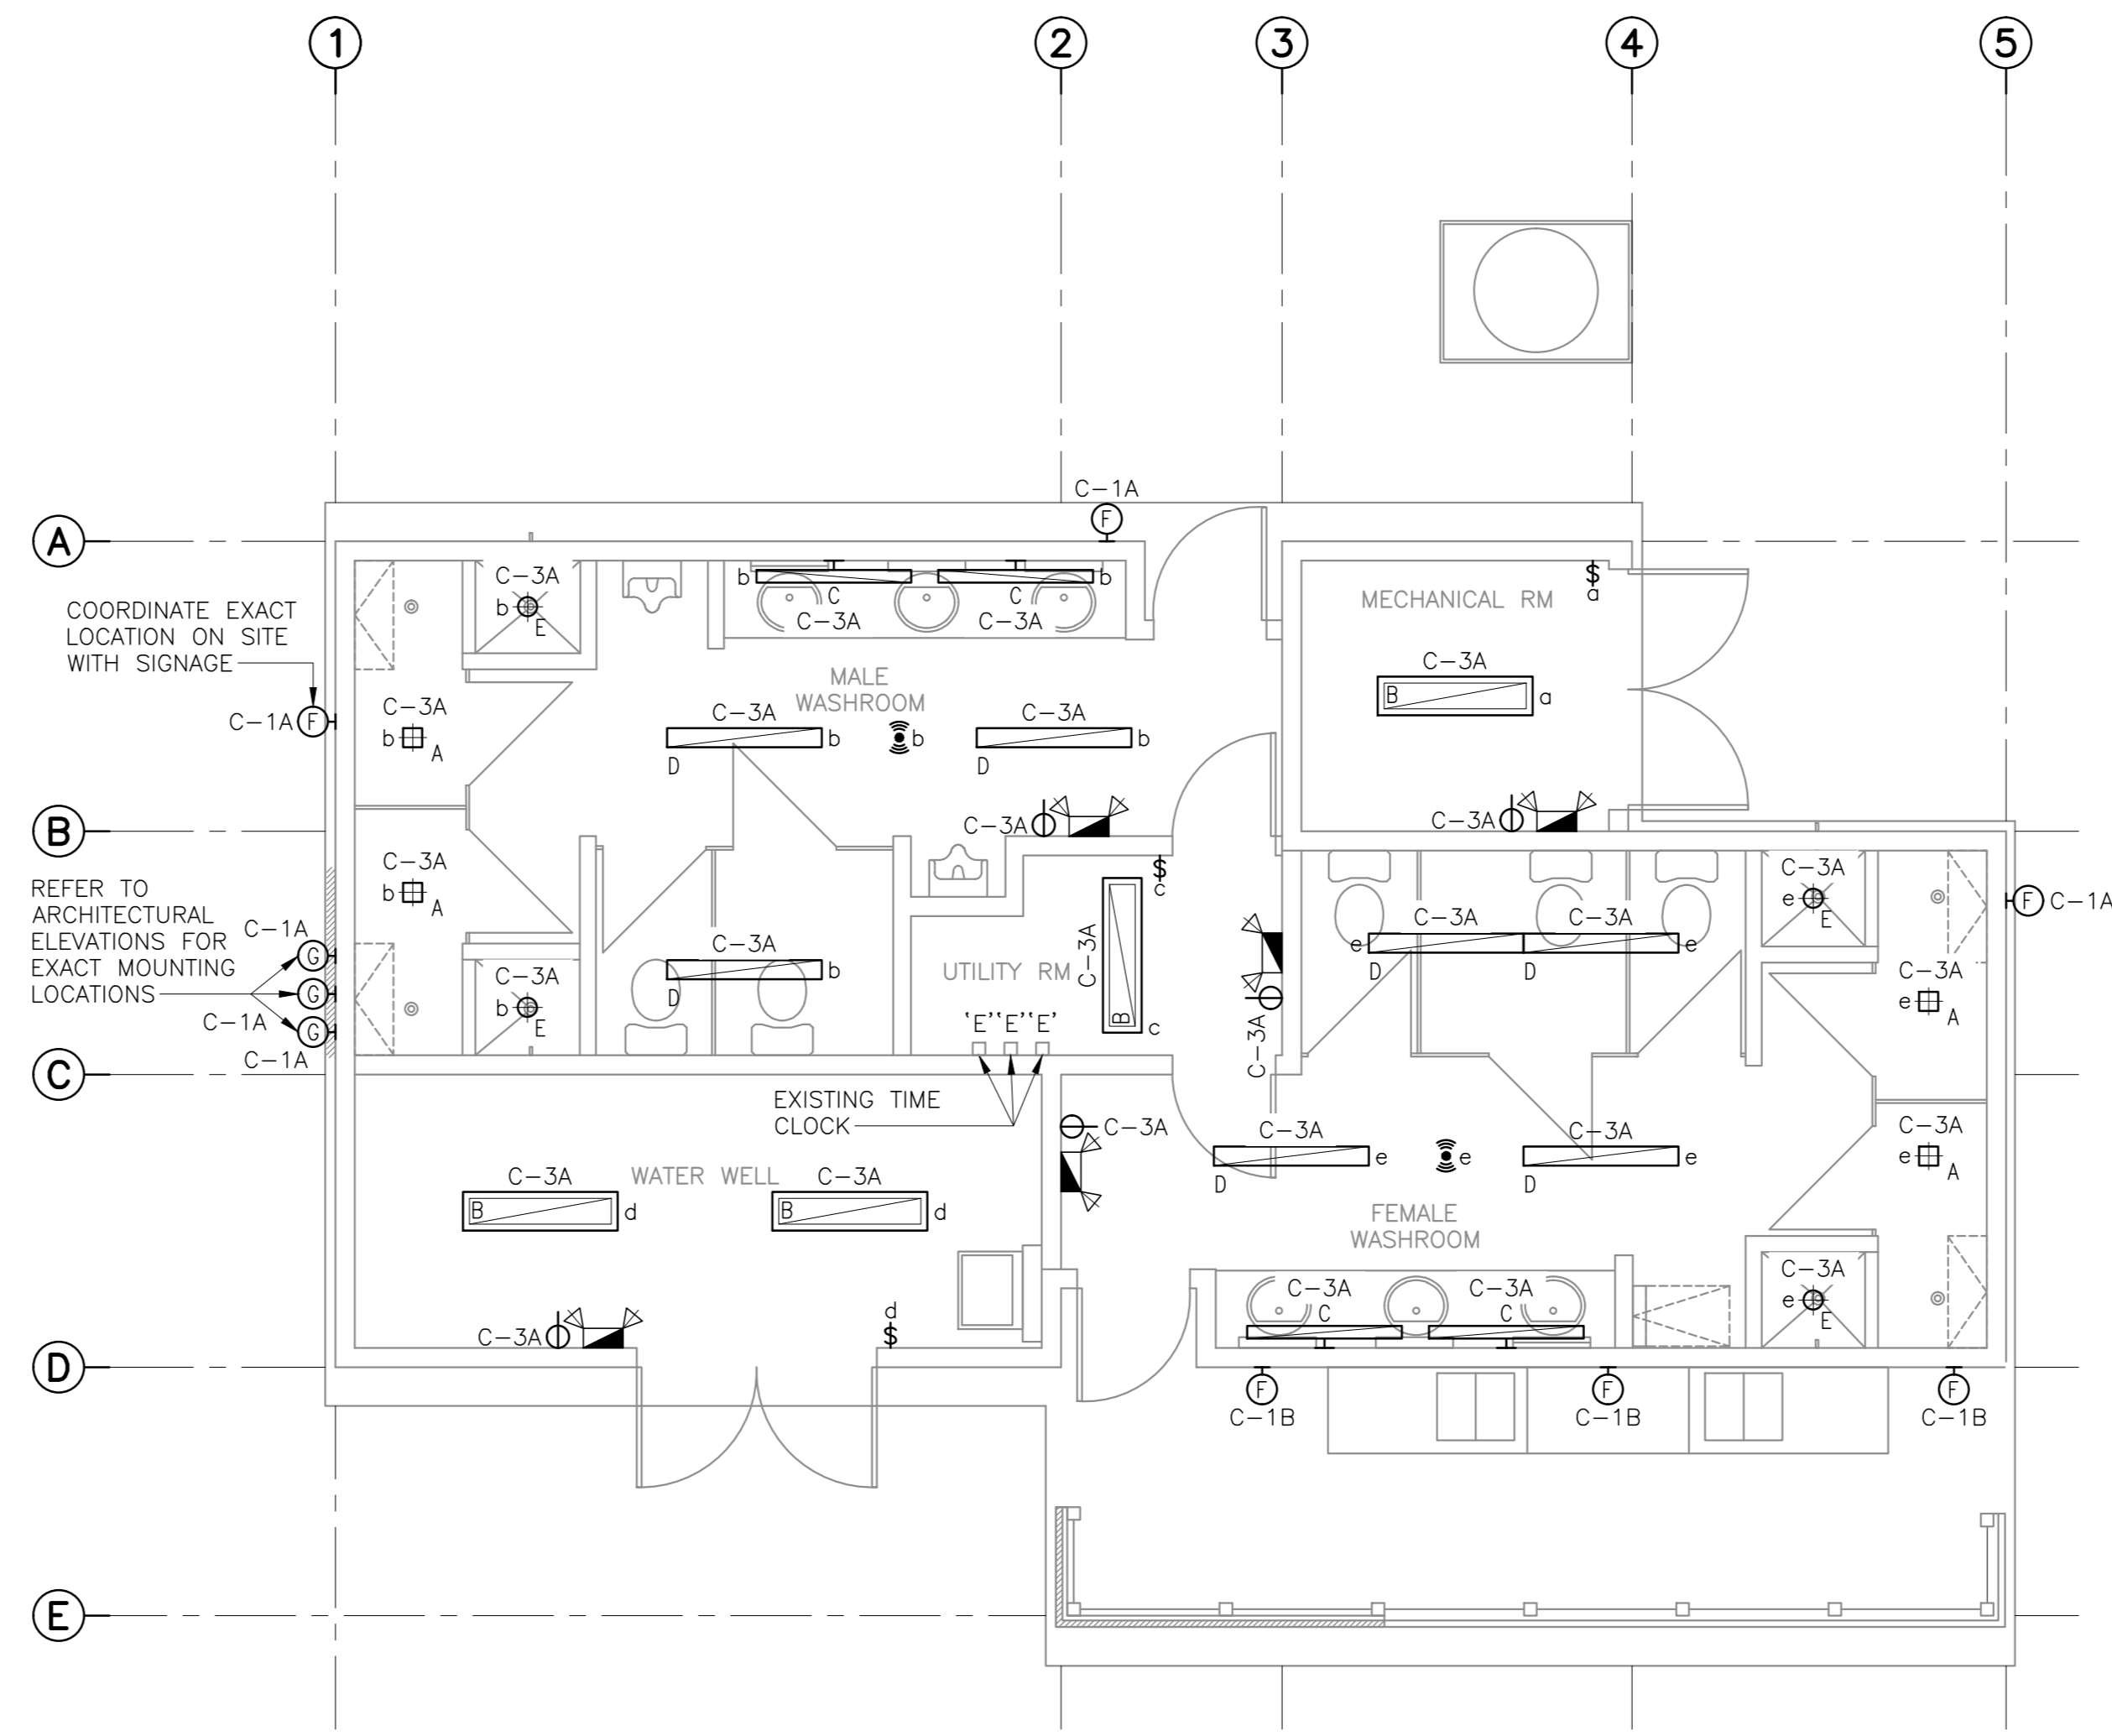 1
2
3
4
5
A
B
C
D
E
C-1A
F
COORDINATE EXACT
LOCATION ON SITE
WITH SIGNAGE
C-1A F
C-3A
b
E
b
C
C-3A
C
b
C-3A
MECHANICAL RM
$
a
C-3A
B
a
MALE
WASHROOM
C-3A
b
A
C-3A
b
D
b
C-3A
b
D
C-3A
C-3A
C-3A
b
A
REFER TO
ARCHITECTURAL
ELEVATIONS FOR
EXACT MOUNTING
LOCATIONS
C-1A
G
G
C-1A
G
C-1A
C-3A
b
E
C-3A
b
D
$
c
UTILITY RM
C-3A
B
c
'E' 'E' 'E'
EXISTING TIME
CLOCK
C-3A
C-3A
e
D
C-3A
e
D
C-3A
e
E
F C-1A
C-3A
e
A
C-3A
C-3A
e
D
e
C-3A
e
D
C-3A
e
A
WATER WELL
C-3A
B
d
C-3A
B
d
FEMALE
WASHROOM
C-3A
C
C-3A
C
C-3A
e
E
C-3A
d
$
F
C-1B
F
C-1B
F
C-1B